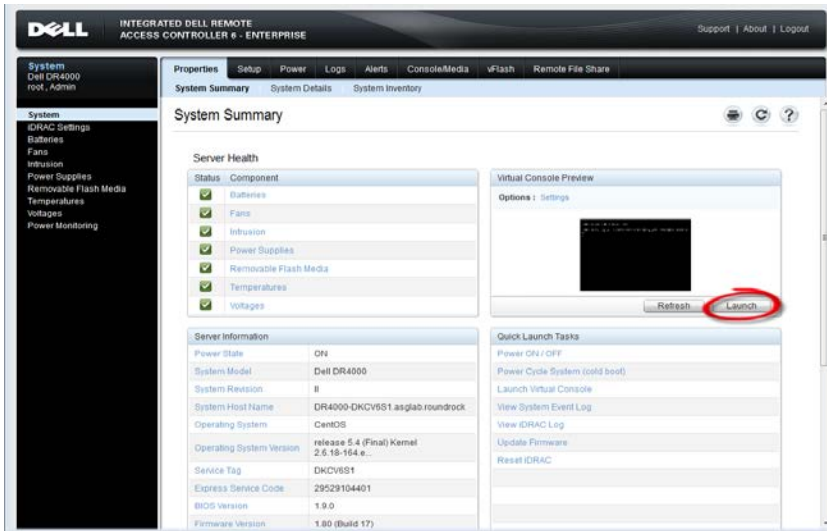 DELL
INTEGRATED DELL REMOTE
ACCESS CONTROLLER 6 - ENTERPRISE
Support | About | Logout
System
Dell DR4000
root , Admin
Properties Setup Power Logs Alerts Console/Media vFlash Remote File Share
System Summary System Details System Inventory
System
iDRAC Settings
Batteries
Fans
Intrusion
Power Supplies
Removable Flash Media
Temperatures
Voltages
Power Monitoring
System Summary
Server Health
Status Component
Batteries
Fans
Intrusion
Power Supplies
Removable Flash Media
Temperatures
Voltages
Virtual Console Preview
Options : Settings
Refresh Launch
Server Information
Power State ON
System Model Dell DR4000
System Revision II
System Host Name DR4000-DKCV6S1.asglab.roundrock
Operating System CentOS
Operating System Version release 5.4 (Final) Kernel
2.6.18-164.e...
Service Tag DKCV6S1
Express Service Code 29529104401
BIOS Version 1.9.0
Firmware Version 1.80 (Build 17)
Quick Launch Tasks
Power ON / OFF
Power Cycle System (cold boot)
Launch Virtual Console
View System Event Log
View iDRAC Log
Update Firmware
Reset iDRAC